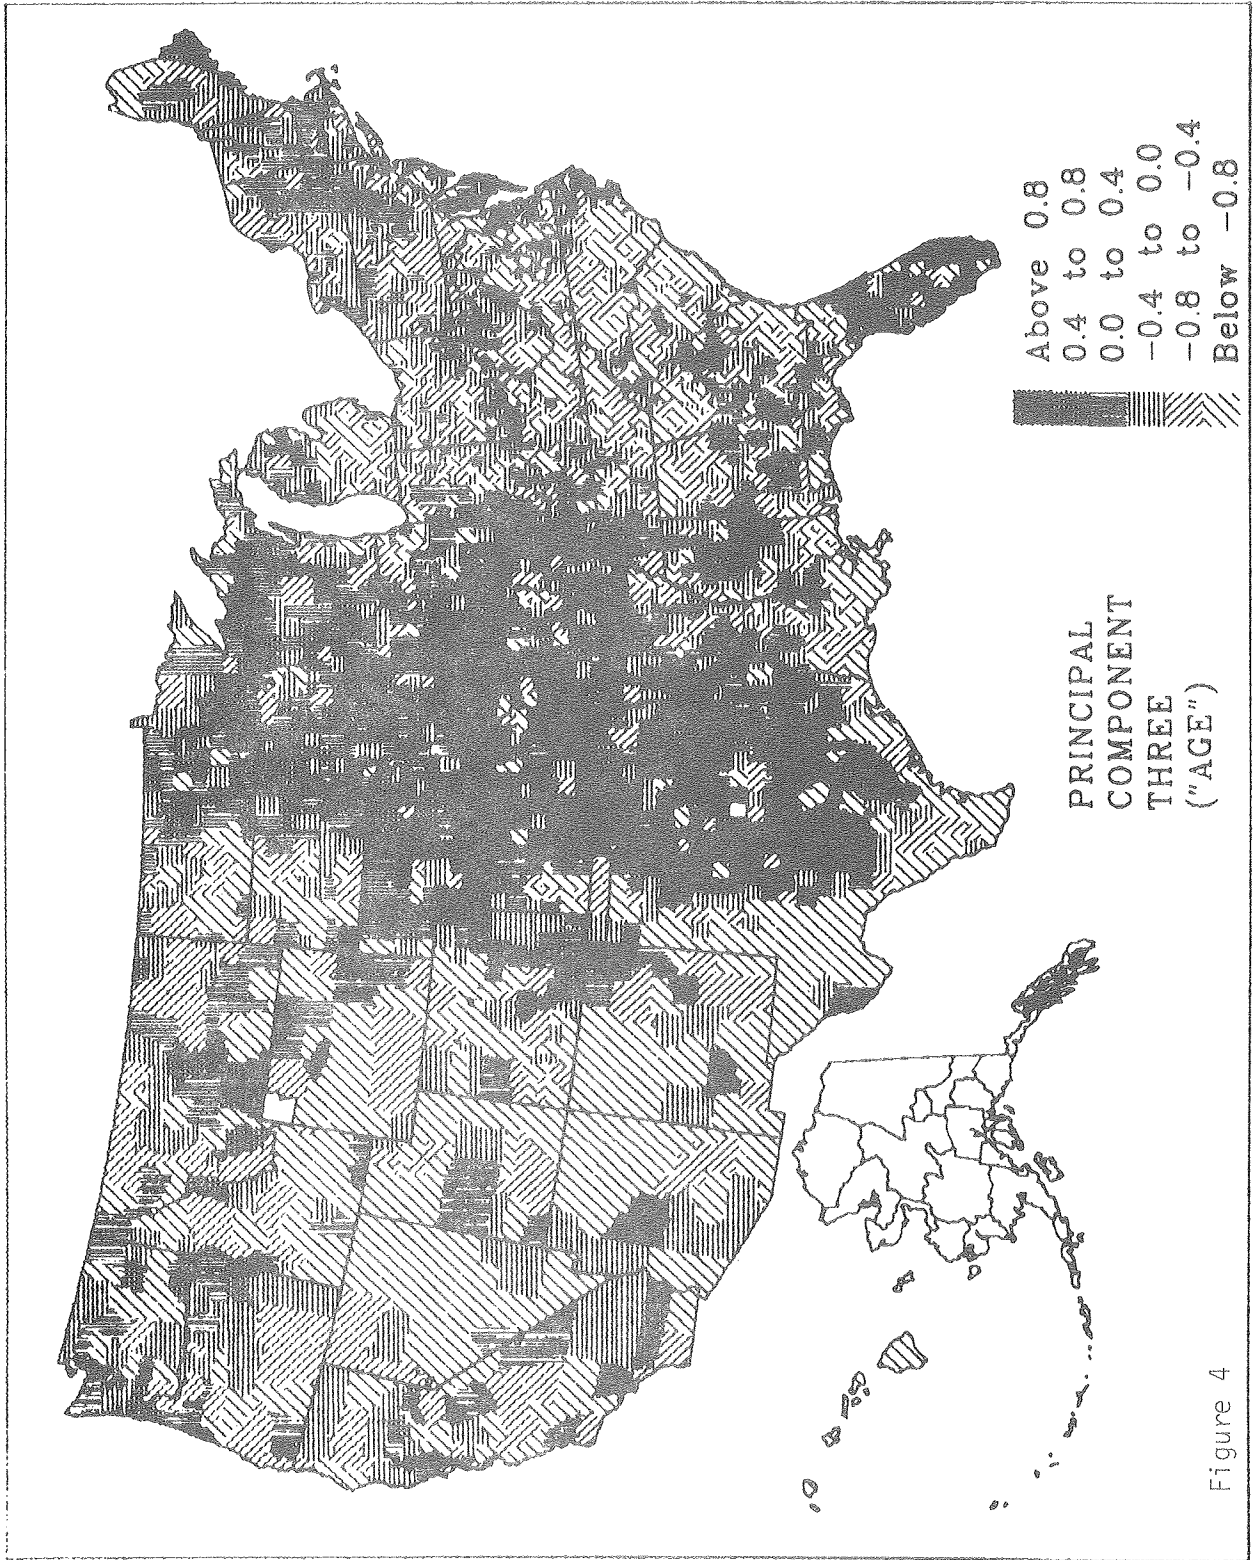 PRINCIPAL
COMPONENT
THREE
("AGE")
Above 0.8
0.4 to 0.8
0.0 to 0.4
-0.4 to 0.0
-0.8 to -0.4
Below -0.8
Figure 4